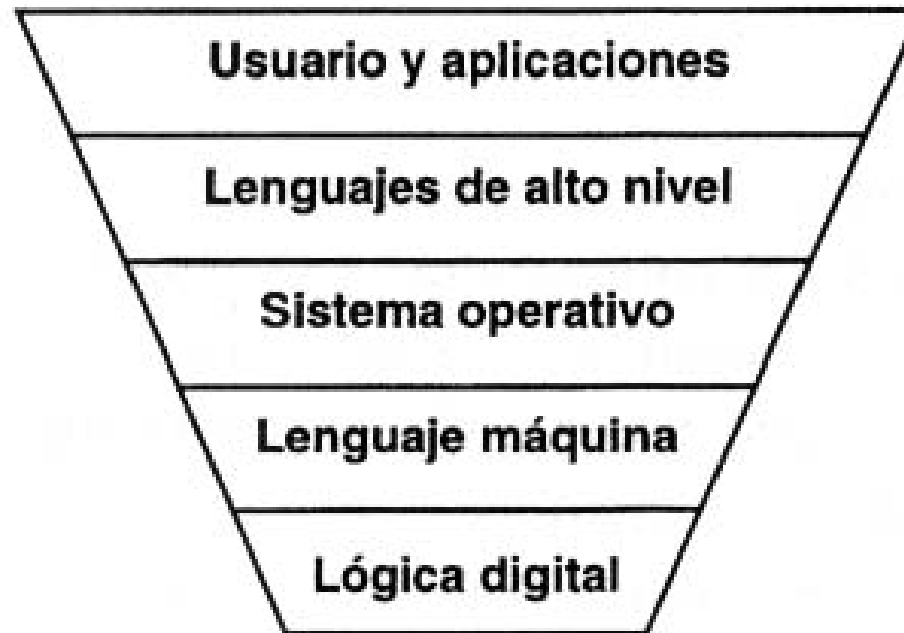 Usuario y aplicaciones
Lenguajes de alto nivel
Sistema operativo
Lenguaje máquina
Lógica digital